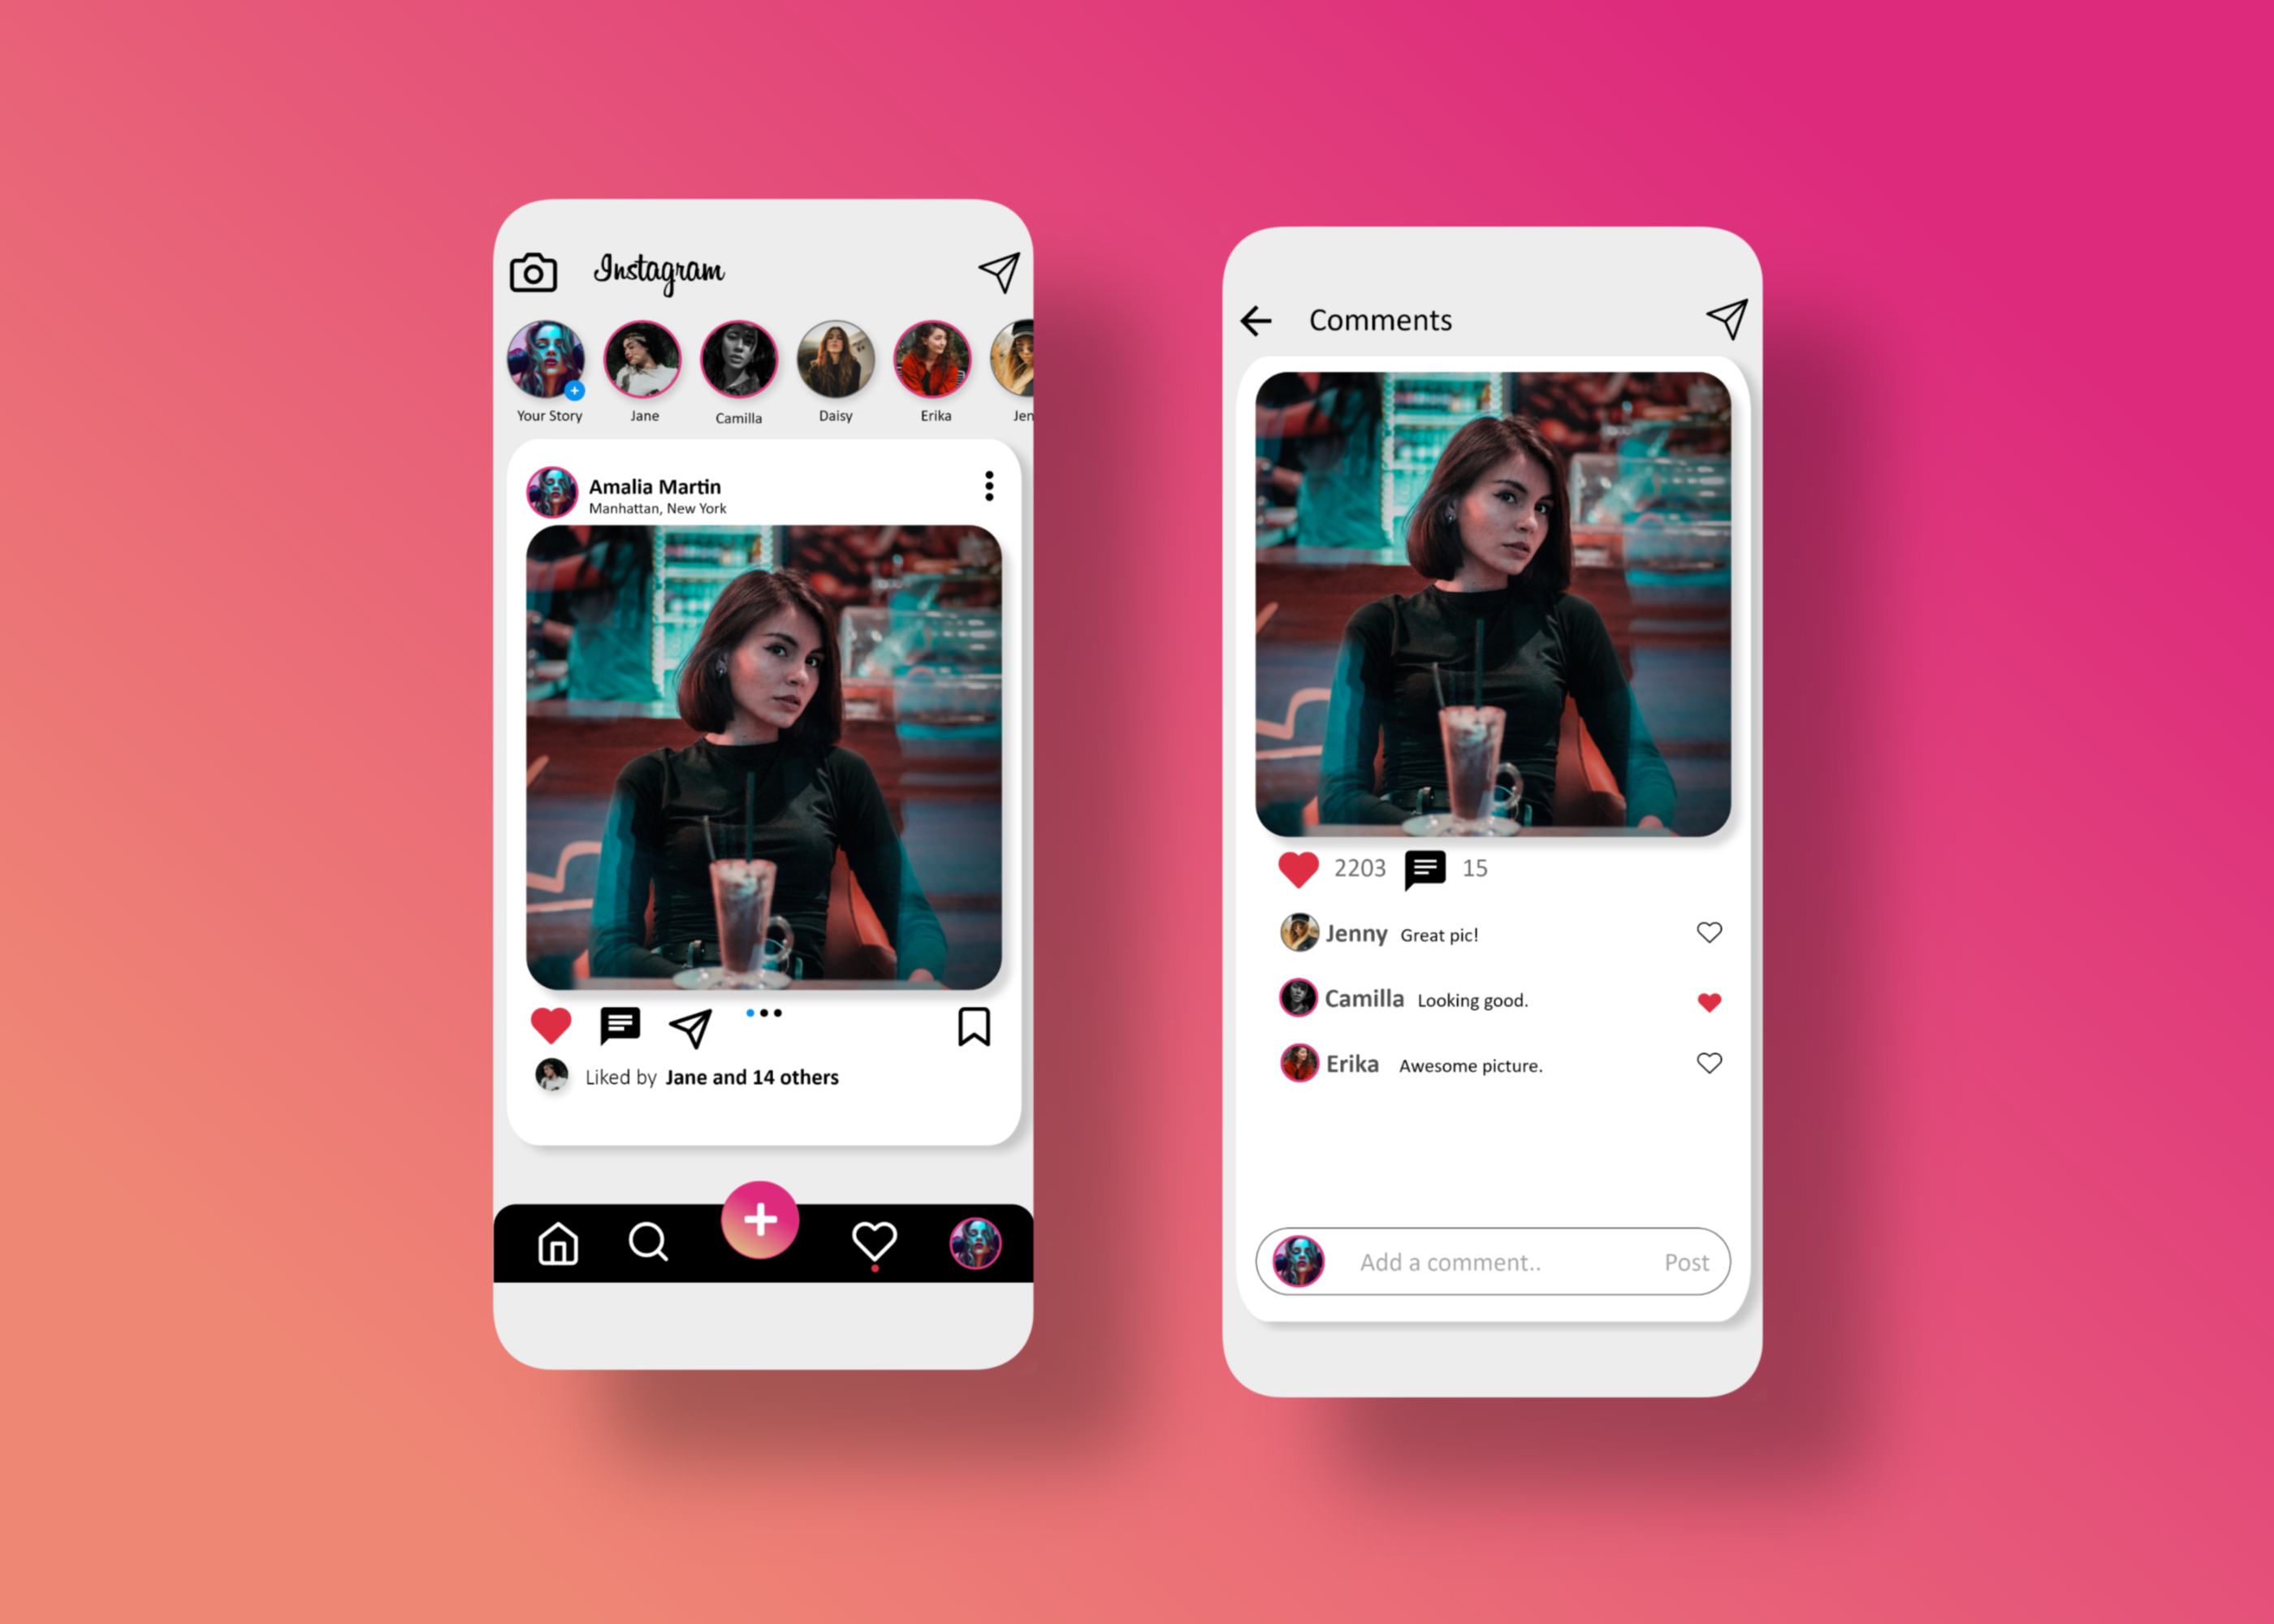 Instagram
Your Story
Jane
Camilla
Daisy
Erika
Jen
Amalia Martin
Manhattan, New York
Liked by Jane and 14 others
Comments
2203
15
Jenny Great pic!
Camilla Looking good.
Erika Awesome picture.
Add a comment.. Post